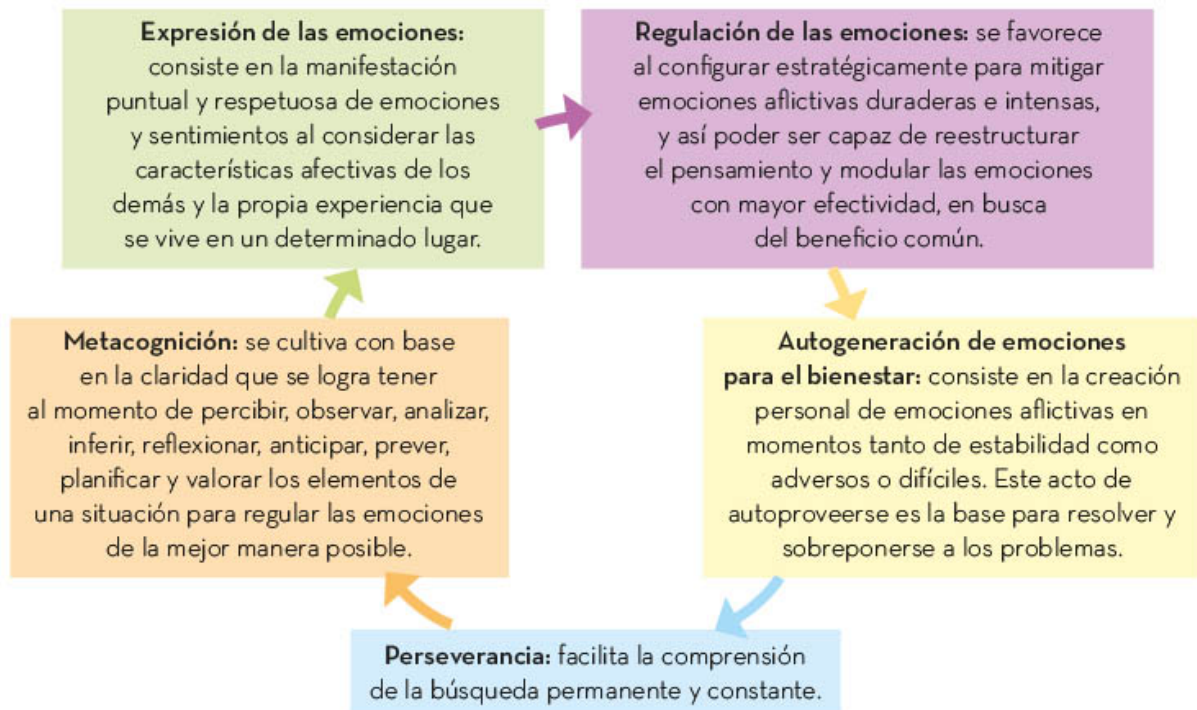 Expresión de las emociones:
consiste en la manifestación
puntual y respetuosa de emociones
y sentimientos al considerar las
características afectivas de los
demás y la propia experiencia que
se vive en un determinado lugar.
Regulación de las emociones: se favorece
al configurar estratégicamente para mitigar
emociones aflictivas duraderas e intensas,
y así poder ser capaz de reestructurar
el pensamiento y modular las emociones
con mayor efectividad, en busca
del beneficio común.
Metacognición: se cultiva con base
en la claridad que se logra tener
al momento de percibir, observar, analizar,
inferir, reflexionar, anticipar, prever,
planificar y valorar los elementos de
una situación para regular las emociones
de la mejor manera posible.
Autogeneración de emociones
para el bienestar: consiste en la creación
personal de emociones aflictivas en
momentos tanto de estabilidad como
adversos o difíciles. Este acto de
autoproveerse es la base para resolver y
sobreponerse a los problemas.
Perseverancia: facilita la comprensión
de la búsqueda permanente y constante.